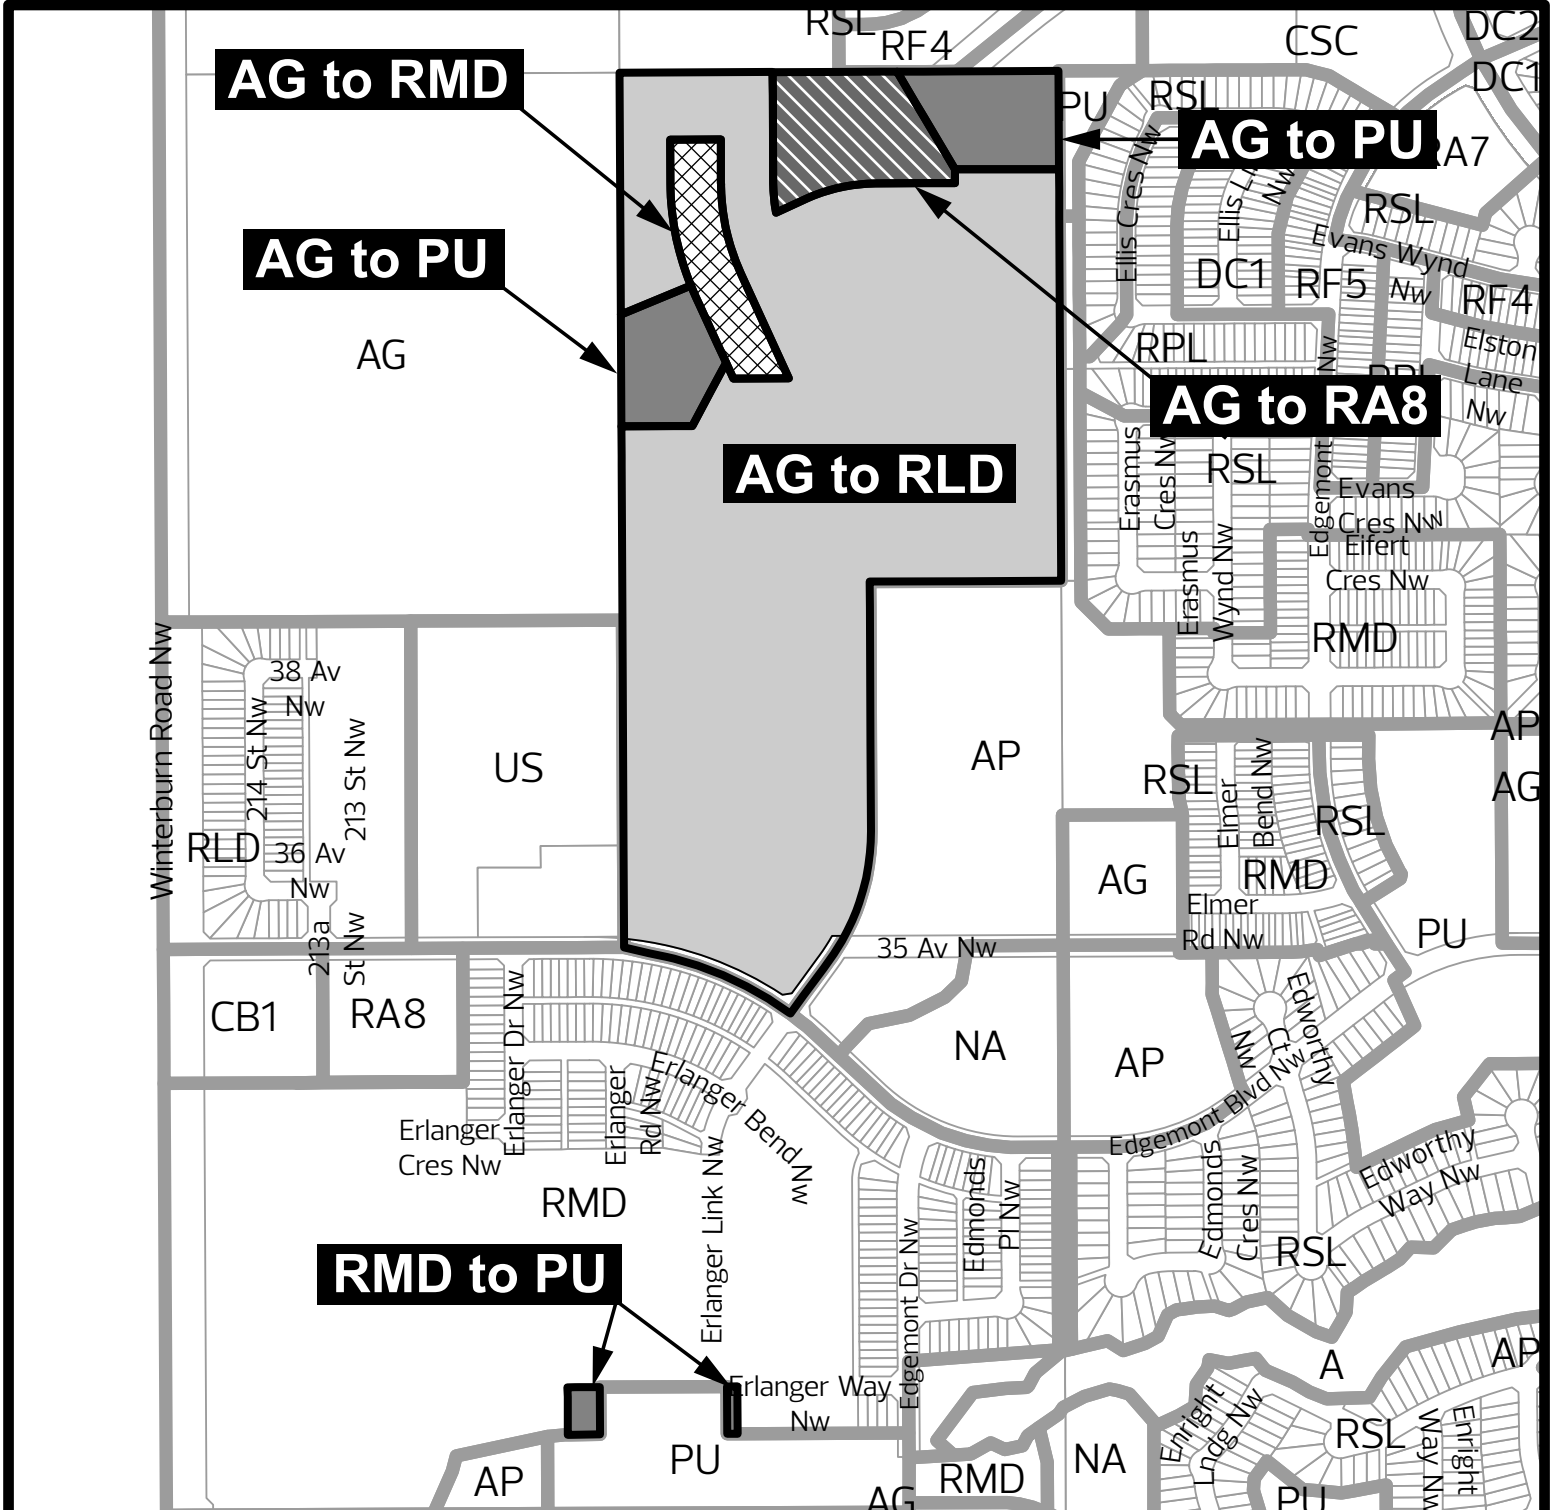 RSL
RF4
CSC
DC2
DC1
AG to RMD
PU
RSL
AG to PU
RA7
RSL
Ellis Cres Nw
Nw
Evans Wynd
Nw
AG to PU
DC1
RF5
RF4
AG
RPL
Nw
Elston
Lane
Nw
AG to RA8
AG to RLD
Erasmus
Cres Nw
RSL
Edgemont
Evans
Cres Nw
Eifert
Cres Nw
Erasmus
Wynd Nw
RMD
Winterburn Road Nw
38 Av
Nw
214 St Nw
213 St Nw
US
AP
AP
RSL
Elmer
Bend Nw
RSL
AG
RLD
36 Av
Nw
AG
RMD
Elmer
Rd Nw
PU
213a
St Nw
35 Av Nw
CB1
RA8
Erlanger Dr Nw
NA
AP
Edworthy
Ct Nw
Nw
Erlanger
Rd Nw
Erlanger Bend Nw
Edgemont Blvd Nw
Erlanger
Cres Nw
Erlanger Link Nw
Edmonds
Pl Nw
Edmonds
Cres Nw
Edworthy
Way Nw
RMD
RSL
RMD to PU
Edgemont Dr Nw
Erlanger Way
Nw
A
AP
Enright
Lndg Nw
RSL
Enright
Way Nw
AP
PU
RMD
NA
AG
PU